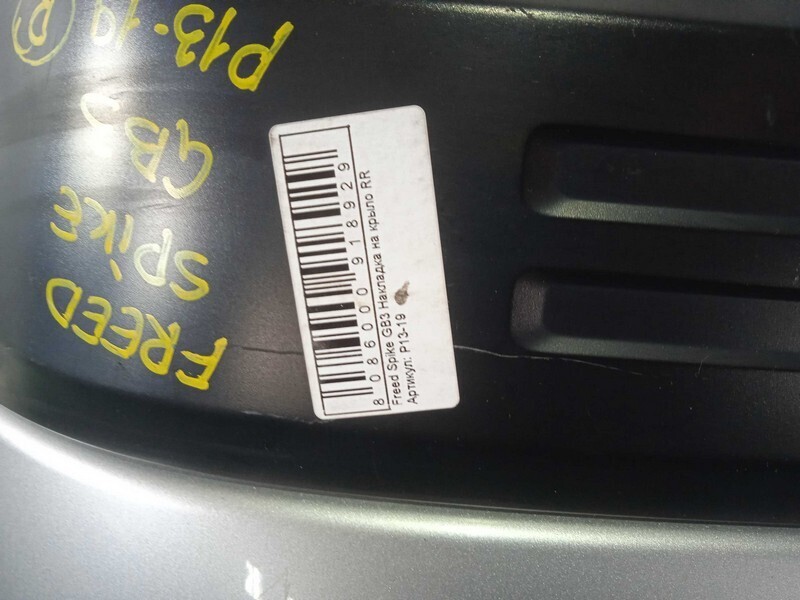 FREED
SPiKE
GB3
P13-19 R
8086000918929
Freed Spike GB3 Накладка на крыло RR
Артикул: P13-19